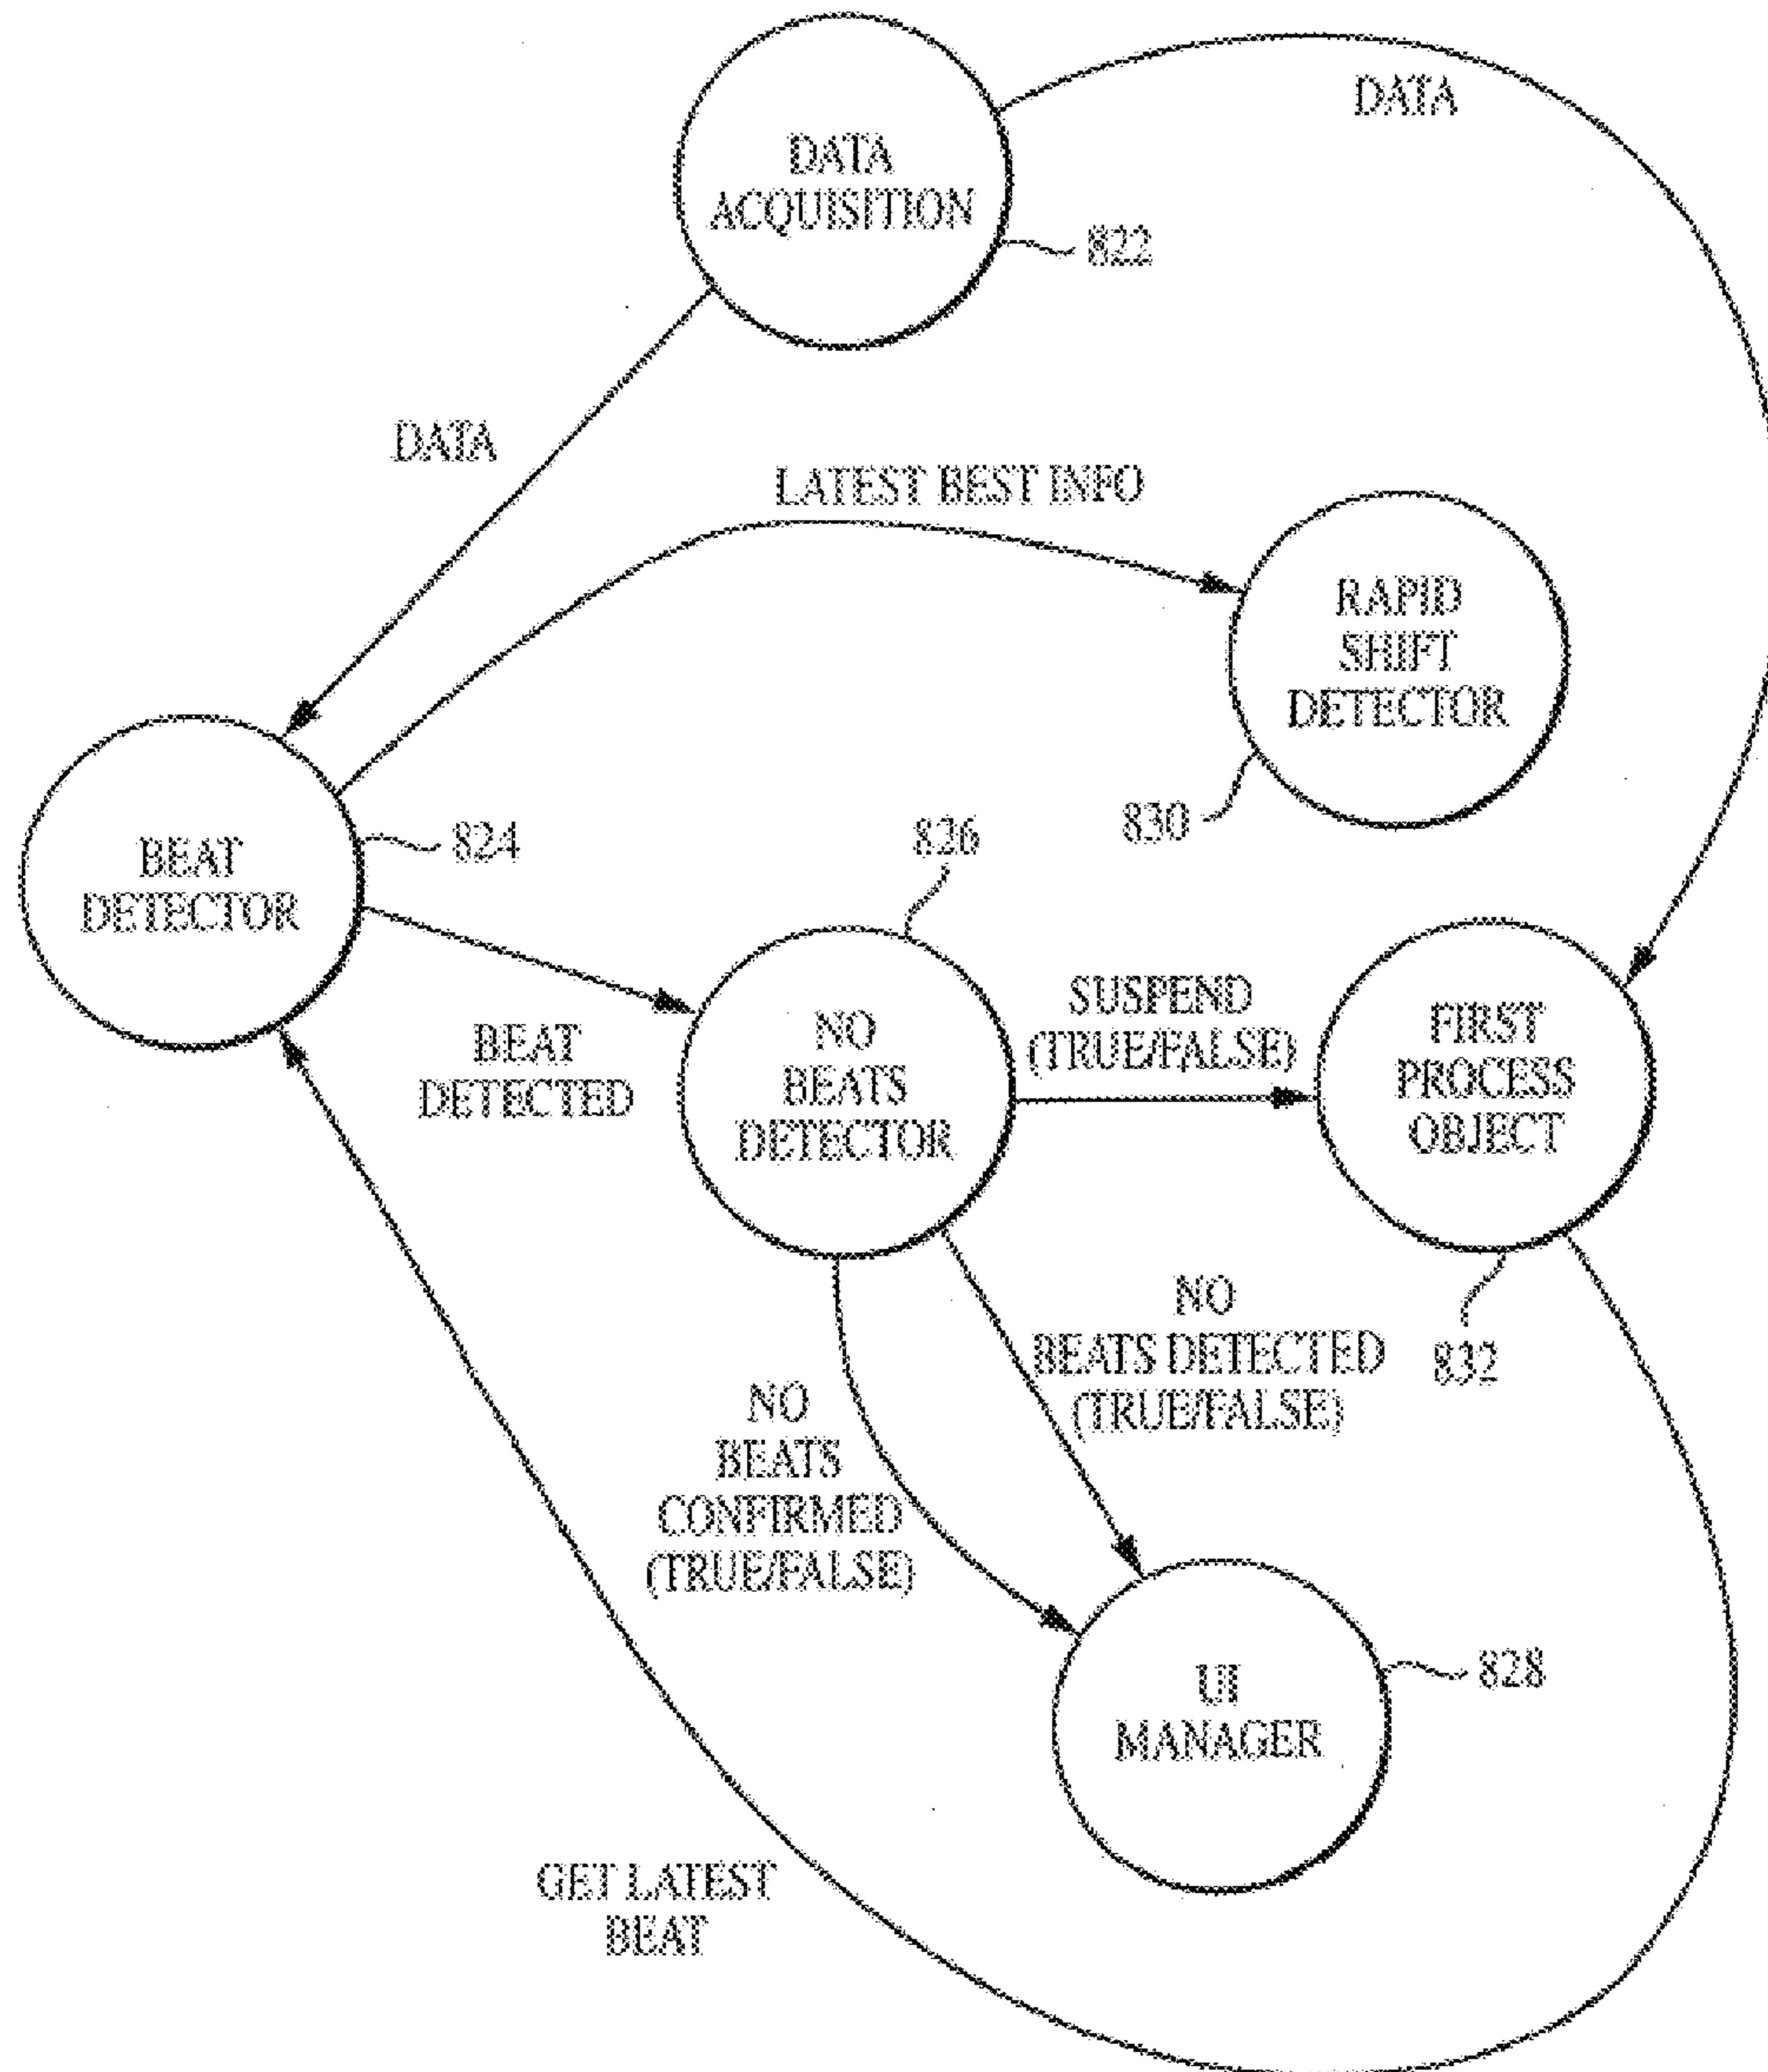 DATA
DATA
ACQUISITION
822
DATA
LATEST BEST INFO
RAPID
SHIFT
DETECTOR
830
BEAT
DETECTOR
824
826
BEAT
DETECTED
NO
BEATS
DETECTOR
SUSPEND
(TRUE/FALSE)
FIRST
PROCESS
OBJECT
832
NO
BEATS DETECTED
(TRUE/FALSE)
NO
BEATS
CONFIRMED
(TRUE/FALSE)
UI
MANAGER
828
GET LATEST
BEAT